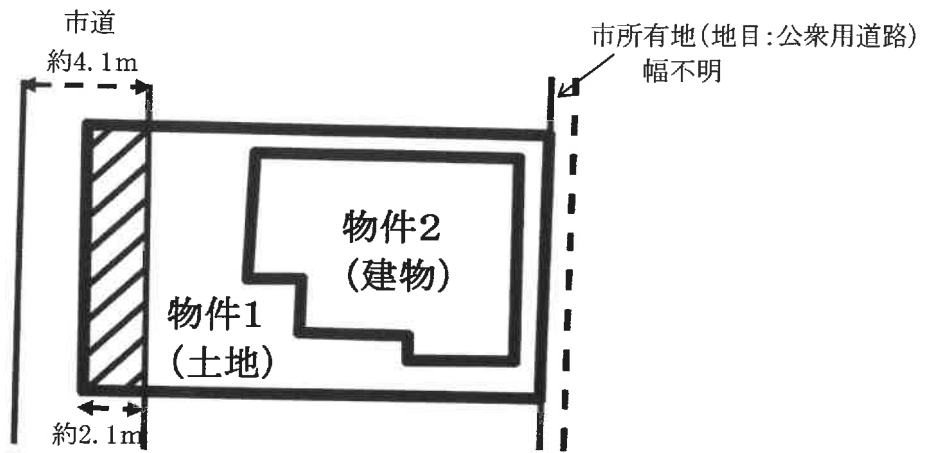 市道
約4.1m
市所有地(地目:公衆用道路)
幅不明
物件2
(建物)
物件1
(土地)
約2.1m